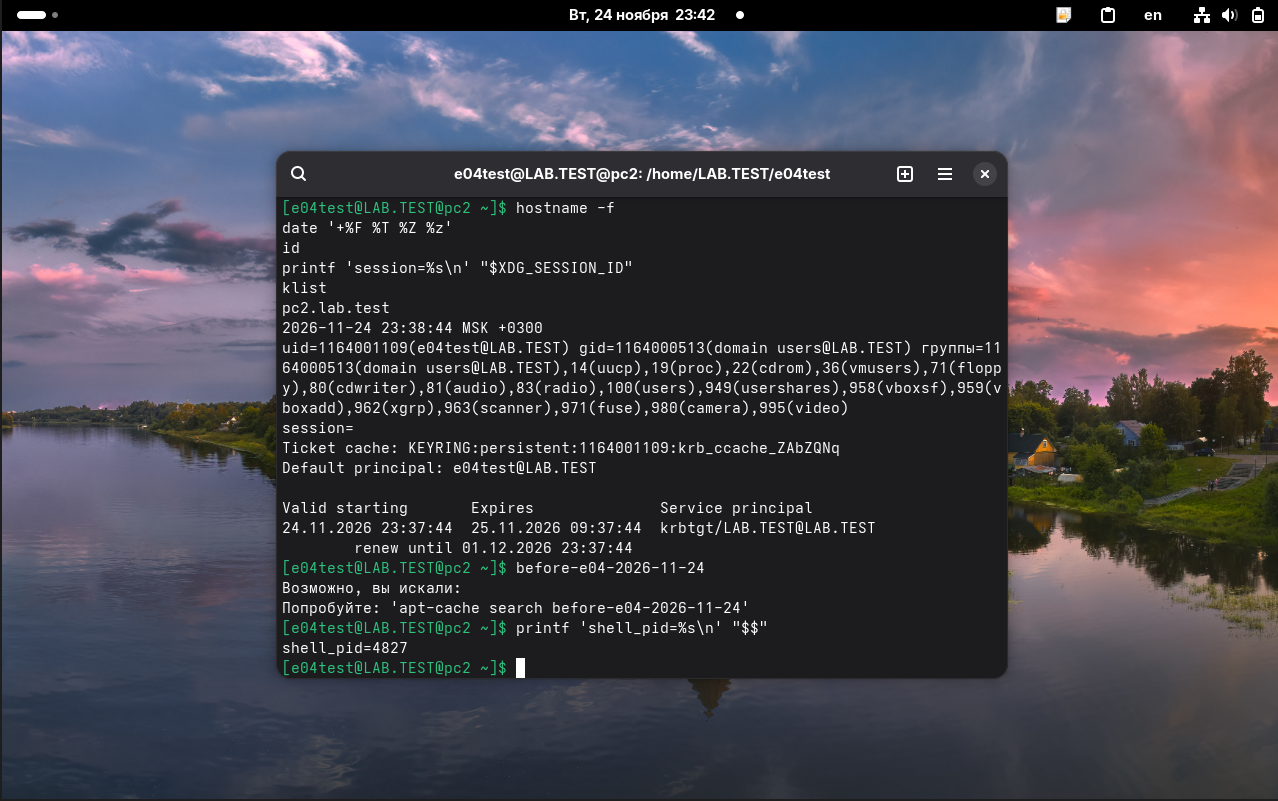 Вт, 24 ноября 23:42
en
e04test@LAB.TEST@pc2: /home/LAB.TEST/e04test
[e04test@LAB.TEST@pc2 ~]$ hostname -f
date '+%F %T %Z %z'
id
printf 'session=%s\n' "$XDG_SESSION_ID"
klist
pc2.lab.test
2026-11-24 23:38:44 MSK +0300
uid=1164001109(e04test@LAB.TEST) gid=1164000513(domain users@LAB.TEST) группы=11
64000513(domain users@LAB.TEST),14(uucp),19(proc),22(cdrom),36(vmusers),71(flopp
y),80(cdwriter),81(audio),83(radio),100(users),949(usershares),958(vboxsf),959(v
boxadd),962(xgrp),963(scanner),971(fuse),980(camera),995(video)
session=
Ticket cache: KEYRING:persistent:1164001109:krb_ccache_ZAbZQNq
Default principal: e04test@LAB.TEST
Valid starting       Expires              Service principal
24.11.2026 23:37:44  25.11.2026 09:37:44  krbtgt/LAB.TEST@LAB.TEST
        renew until 01.12.2026 23:37:44
[e04test@LAB.TEST@pc2 ~]$ before-e04-2026-11-24
Возможно, вы искали:
Попробуйте: 'apt-cache search before-e04-2026-11-24'
[e04test@LAB.TEST@pc2 ~]$ printf 'shell_pid=%s\n' "$$"
shell_pid=4827
[e04test@LAB.TEST@pc2 ~]$